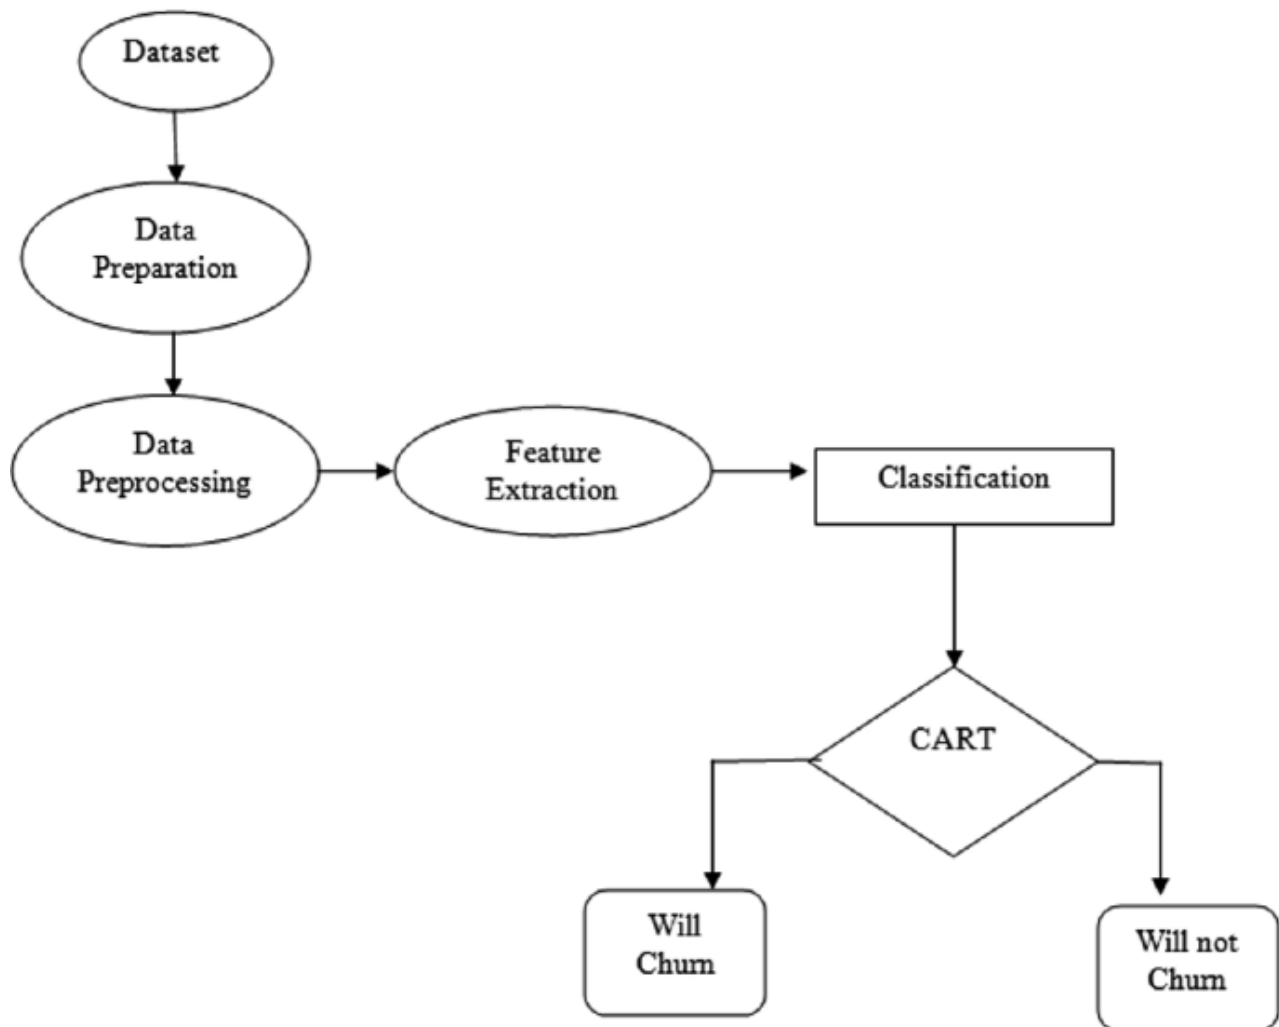 Dataset
Data
Preparation
Data
Preprocessing
Feature
Extraction
Classification
CART
Will
Churn
Will not
Churn